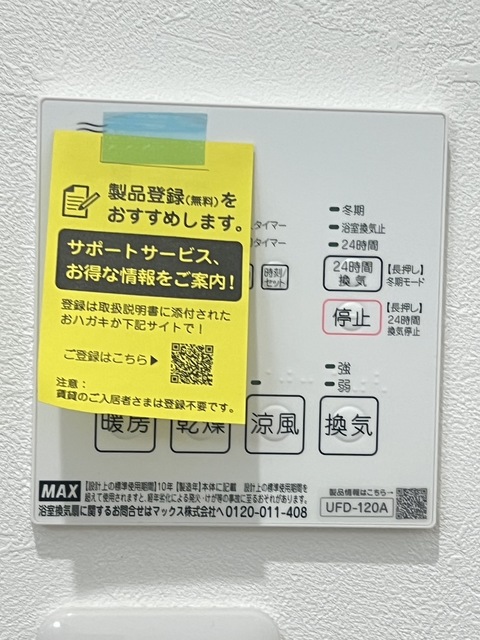 製品登録(無料)を
おすすめします。
サポートサービス、
お得な情報をご案内!
登録は取扱説明書に添付された
おハガキか下記サイトで!
ご登録はこちら▶
注意:
賃貸のご入居者さまは登録不要です。
タイマー
タイマー
時刻/
セット
冬期
浴室換気止
24時間
24時間
換気
【長押し】
冬期モード
停止
【長押し】
24時間
換気停止
強
弱
暖房
乾燥
涼風
換気
MAX
【設計上の標準使用期間】10年【製造年】本体に記載 設計上の標準使用期間を
超えて使用されますと、経年劣化による発火・けが等の事故に至るおそれがあります。
浴室換気扇に関するお問合せはマックス株式会社へ 0120-011-408
製品情報はこちら→
UFD-120A